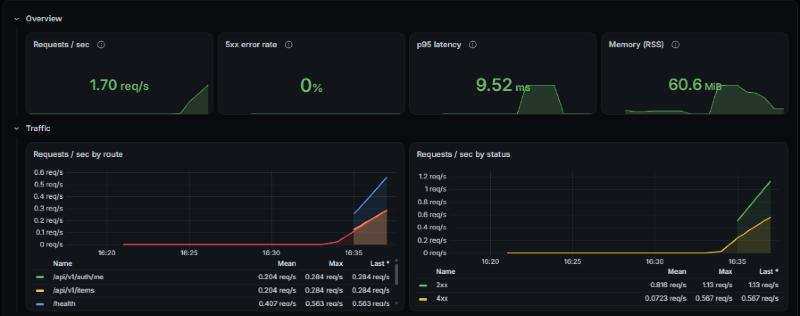 Overview
Requests / sec
5xx error rate
p95 latency
Memory (RSS)
1.70 req/s
0%
9.52 ms
60.6 MiB
Traffic
Requests / sec by route
0.6 req/s
0.5 req/s
0.4 req/s
0.3 req/s
0.2 req/s
0.1 req/s
0 req/s
16:20 16:25 16:30 16:35
Name Mean Max Last *
/api/v1/auth/me 0.204 req/s 0.284 req/s 0.284 req/s
/api/v1/items 0.204 req/s 0.284 req/s 0.284 req/s
/health 0.407 req/s 0.563 req/s 0.563 req/s
Requests / sec by status
1.2 req/s
1 req/s
0.8 req/s
0.6 req/s
0.4 req/s
0.2 req/s
0 req/s
16:20 16:25 16:30 16:35
Name Mean Max Last *
2xx 0.816 req/s 1.13 req/s 1.13 req/s
4xx 0.0723 req/s 0.567 req/s 0.567 req/s